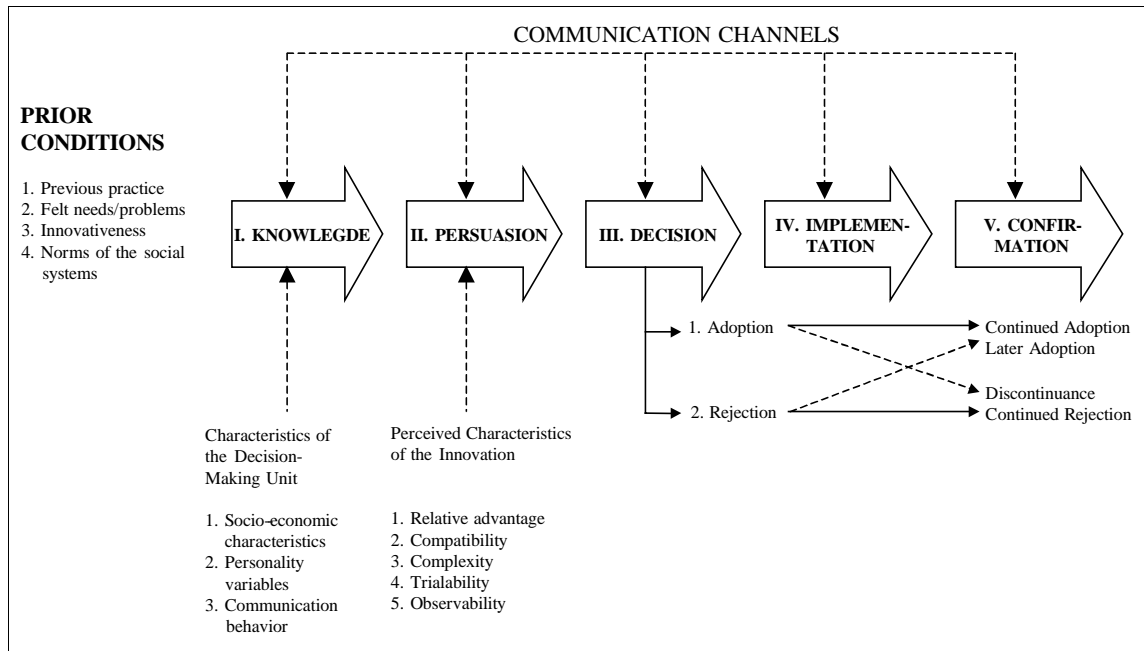 COMMUNICATION CHANNELS
PRIOR
CONDITIONS
1. Previous practice
2. Felt needs/problems
3. Innovativeness
4. Norms of the social
systems
I. KNOWLEGDE
II. PERSUASION
III. DECISION
IV. IMPLEMEN-
TATION
V. CONFIR-
MATION
1. Adoption
2. Rejection
Continued Adoption
Later Adoption
Discontinuance
Continued Rejection
Characteristics of
the Decision-
Making Unit
1. Socio-economic
characteristics
2. Personality
variables
3. Communication
behavior
Perceived Characteristics
of the Innovation
1. Relative advantage
2. Compatibility
3. Complexity
4. Trialability
5. Observability